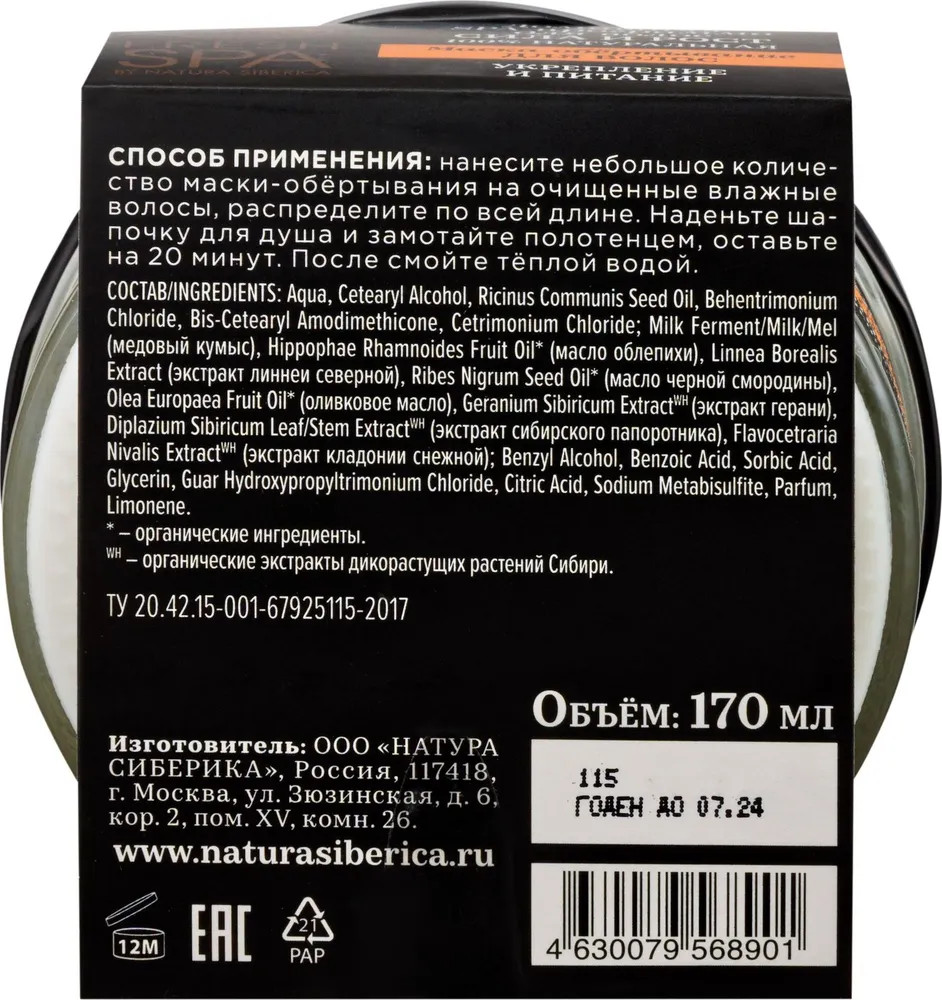 SPA
BY NATURA SIBERICA
Маска-обёртывание
ДЛЯ ВОЛОС
УКРЕПЛЕНИЕ
И ПИТАНИЕ
СПОСОБ ПРИМЕНЕНИЯ: нанесите небольшое количе-
ство маски-обёртывания на очищенные влажные
волосы, распределите по всей длине. Наденьте ша-
почку для душа и замотайте полотенцем, оставьте
на 20 минут. После смойте тёплой водой.
СОСТАВ/INGREDIENTS: Aqua, Cetearyl Alcohol, Ricinus Communis Seed Oil, Behentrimonium
Chloride, Bis-Cetearyl Amodimethicone, Cetrimonium Chloride; Milk Ferment/Milk/Mel
(медовый кумыс), Hippophae Rhamnoides Fruit Oil* (масло облепихи), Linnea Borealis
Extract (экстракт линнеи северной), Ribes Nigrum Seed Oil* (масло черной смородины),
Olea Europaea Fruit Oil* (оливковое масло), Geranium Sibiricum Extractᵂᴴ (экстракт герани),
Diplazium Sibiricum Leaf/Stem Extractᵂᴴ (экстракт сибирского папоротника), Flavocetraria
Nivalis Extractᵂᴴ (экстракт кладонии снежной); Benzyl Alcohol, Benzoic Acid, Sorbic Acid,
Glycerin, Guar Hydroxypropyltrimonium Chloride, Citric Acid, Sodium Metabisulfite, Parfum,
Limonene.
* – органические ингредиенты.
ᵂᴴ – органические экстракты дикорастущих растений Сибири.
ТУ 20.42.15-001-67925115-2017
Объём: 170 мл
Изготовитель: ООО «НАТУРА
СИБЕРИКА», Россия, 117418,
г. Москва, ул. Зюзинская, д. 6,
кор. 2, пом. XV, комн. 26.
www.naturasiberica.ru
115
ГОДЕН ДО 07.24
12M
EAC
21
PAP
4 630079 568901